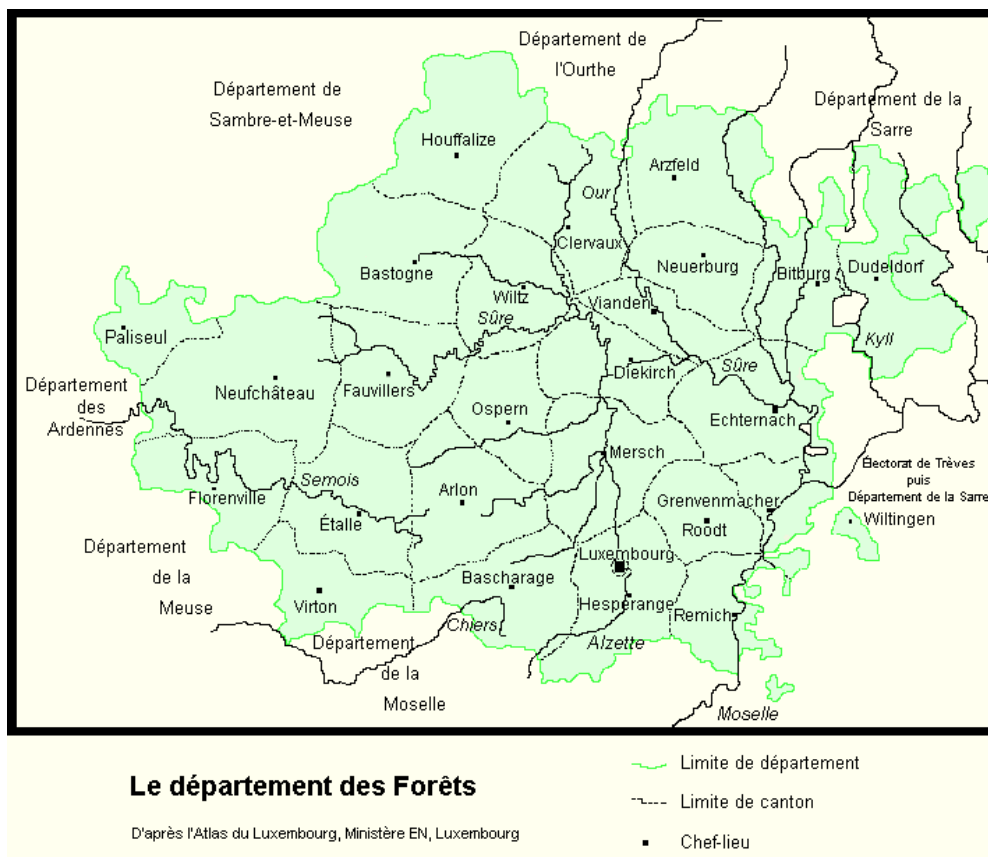 Département de
l'Ourthe
Département de
Sambre-et-Meuse
Département de la
Sarre
Houffalize
Arzfeld
Our
Clervaux
Bastogne
Neuerburg
Bitburg
Dudeldorf
Wiltz
Vianden
Sûre
Paliseul
Kyll
Diekirch
Sûre
Département
des
Ardennes
Neufchâteau
Fauvillers
Ospern
Echternach
Mersch
Électorat de Trèves
puis
Département de la Sarre
Semois
Florenville
Arlon
Grenvenmacher
Wiltingen
Étalle
Roodt
Département
de la
Meuse
Luxembourg
Bascharage
Virton
Hespérange
Remich
Chiers
Alzette
Département
de la
Moselle
Moselle
Le département des Forêts
D'après l'Atlas du Luxembourg, Ministère EN, Luxembourg
Limite de département
Limite de canton
Chef-lieu